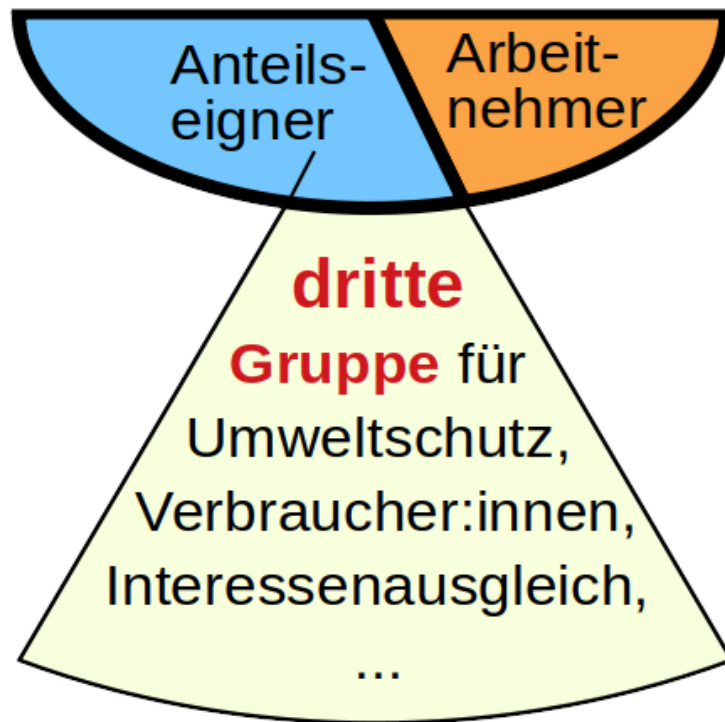 Anteils-
eigner
Arbeit-
nehmer
dritte
Gruppe für
Umweltschutz,
Verbraucher:innen,
Interessenausgleich,
...